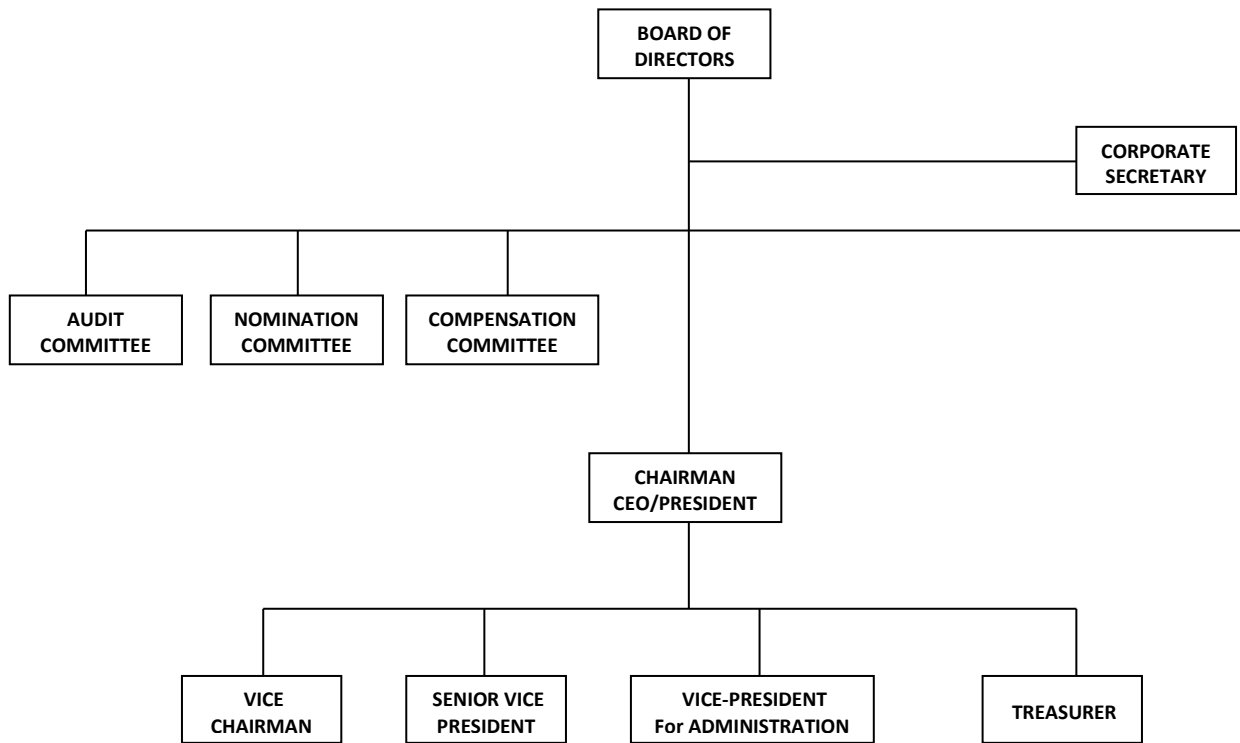 BOARD OF
DIRECTORS
CORPORATE
SECRETARY
AUDIT
COMMITTEE
NOMINATION
COMMITTEE
COMPENSATION
COMMITTEE
CHAIRMAN
CEO/PRESIDENT
VICE
CHAIRMAN
SENIOR VICE
PRESIDENT
VICE-PRESIDENT
For ADMINISTRATION
TREASURER